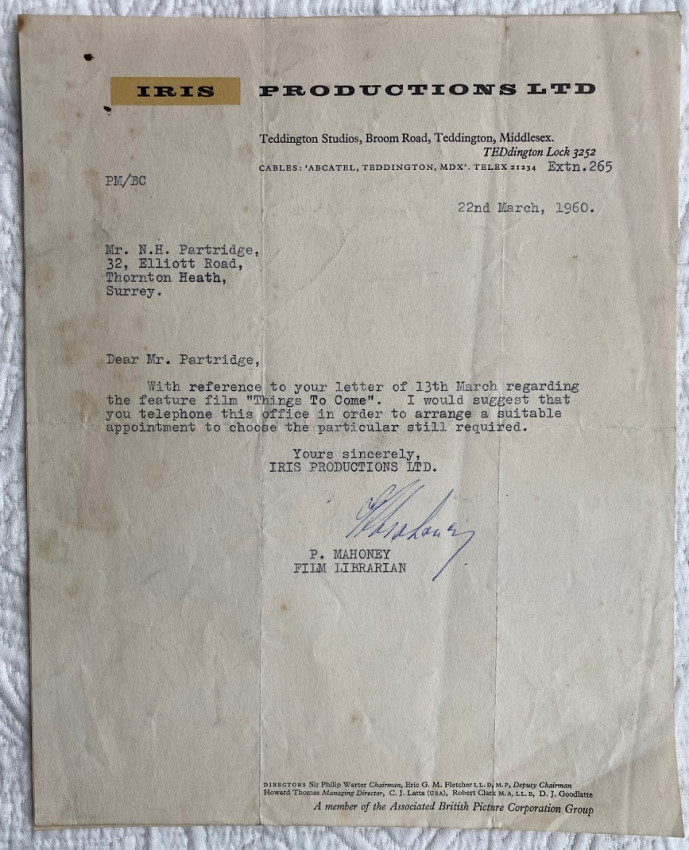 IRIS PRODUCTIONS LTD
Teddington Studios, Broom Road, Teddington, Middlesex.
TEDdington Lock 3252
CABLES: 'ABCATEL, TEDDINGTON, MDX'. TELEX 21234 Extn.265
PM/BC
22nd March, 1960.
Mr. N.H. Partridge,
32, Elliott Road,
Thornton Heath,
Surrey.
Dear Mr. Partridge,
With reference to your letter of 13th March regarding
the feature film "Things To Come". I would suggest that
you telephone this office in order to arrange a suitable
appointment to choose the particular still required.
Yours sincerely,
IRIS PRODUCTIONS LTD.
P. MAHONEY
FILM LIBRARIAN
DIRECTORS Sir Philip Warter Chairman, Eric G. M. Fletcher LL.D, M.P, Deputy Chairman
Howard Thomas Managing Director, C. J. Latta (USA), Robert Clark M.A, LL.B, D. J. Goodlatte
A member of the Associated British Picture Corporation Group